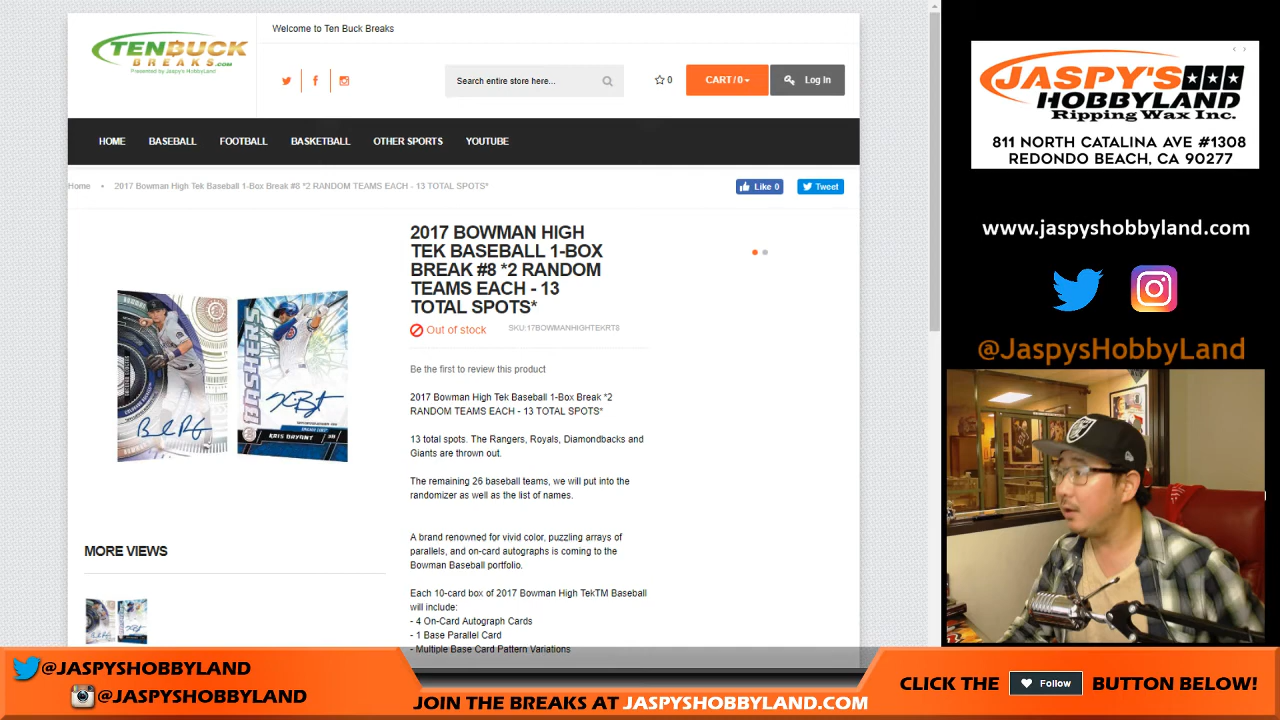 TENBUCK
BREAKS.COM
Presented by Jaspy's HobbyLand
Welcome to Ten Buck Breaks
Search entire store here...
0
CART / 0
Log In
HOME
BASEBALL
FOOTBALL
BASKETBALL
OTHER SPORTS
YOUTUBE
Home • 2017 Bowman High Tek Baseball 1-Box Break #8 *2 RANDOM TEAMS EACH - 13 TOTAL SPOTS*
Like 0
Tweet
2017 BOWMAN HIGH
TEK BASEBALL 1-BOX
BREAK #8 *2 RANDOM
TEAMS EACH - 13
TOTAL SPOTS*
Out of stock
SKU:17BOWMANHIGHTEKRT8
Be the first to review this product
2017 Bowman High Tek Baseball 1-Box Break *2
RANDOM TEAMS EACH - 13 TOTAL SPOTS*
13 total spots. The Rangers, Royals, Diamondbacks and
Giants are thrown out.
The remaining 26 baseball teams, we will put into the
randomizer as well as the list of names.
A brand renowned for vivid color, puzzling arrays of
parallels, and on-card autographs is coming to the
Bowman Baseball portfolio.
Each 10-card box of 2017 Bowman High TekTM Baseball
will include:
- 4 On-Card Autograph Cards
- 1 Base Parallel Card
- Multiple Base Card Pattern Variations
BASHERS
KRIS BRYANT
MORE VIEWS
JASPY'S
HOBBYLAND
Ripping Wax Inc.
811 NORTH CATALINA AVE #1308
REDONDO BEACH, CA 90277
www.jaspyshobbyland.com
@JaspysHobbyLand
@JASPYSHOBBYLAND
@JASPYSHOBBYLAND
JOIN THE BREAKS AT JASPYSHOBBYLAND.COM
CLICK THE Follow BUTTON BELOW!